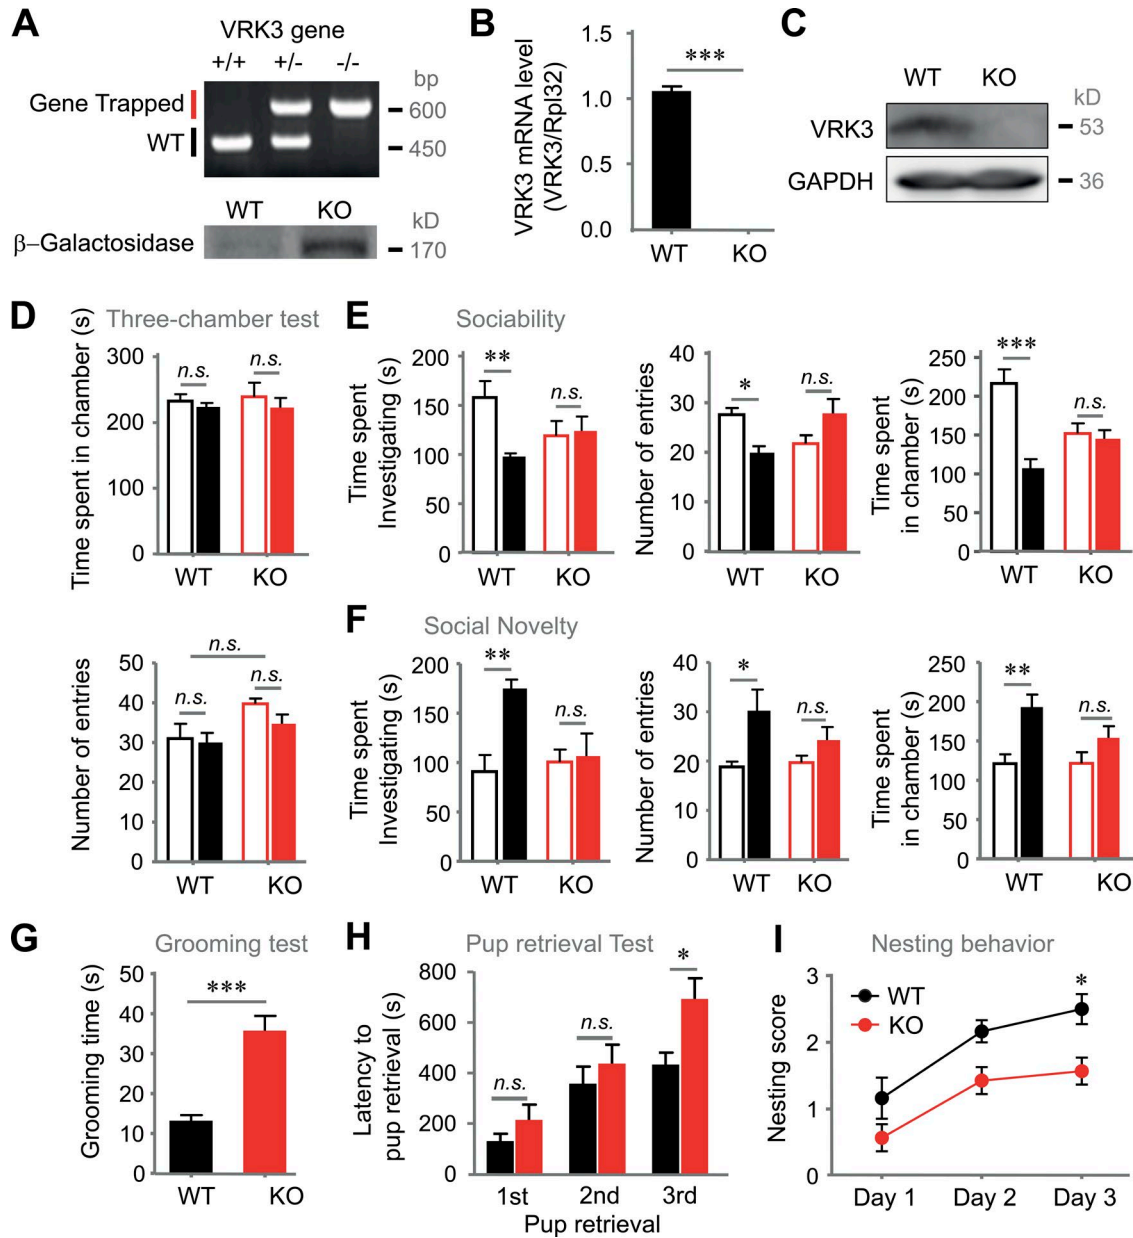 A
VRK3 gene
+/+ +/- -/-
bp
Gene Trapped
600
WT
450
WT KO
kD
β–Galactosidase
170
B
VRK3 mRNA level
(VRK3/Rpl32)
1.5
1.0
0.5
0.0
***
WT KO
C
WT KO
kD
VRK3
53
GAPDH
36
D
Three-chamber test
Time spent in chamber (s)
300
200
100
0
n.s.
n.s.
WT KO
Number of entries
50
40
30
20
10
0
n.s.
n.s.
n.s.
WT KO
E
Sociability
Time spent
Investigating (s)
200
150
100
50
0
**
n.s.
WT KO
Number of entries
40
30
20
10
0
*
n.s.
WT KO
Time spent
in chamber (s)
250
200
150
100
50
0
***
n.s.
WT KO
F
Social Novelty
Time spent
Investigating (s)
200
150
100
50
0
**
n.s.
WT KO
Number of entries
40
30
20
10
0
*
n.s.
WT KO
Time spent
in chamber (s)
250
200
150
100
50
0
**
n.s.
WT KO
G
Grooming test
Grooming time (s)
50
40
30
20
10
0
***
WT KO
H
Pup retrieval Test
Latency to
pup retrieval (s)
800
600
400
200
0
n.s.
n.s.
*
1st 2nd 3rd
Pup retrieval
I
Nesting behavior
Nesting score
3
2
1
0
WT
KO
*
Day 1 Day 2 Day 3